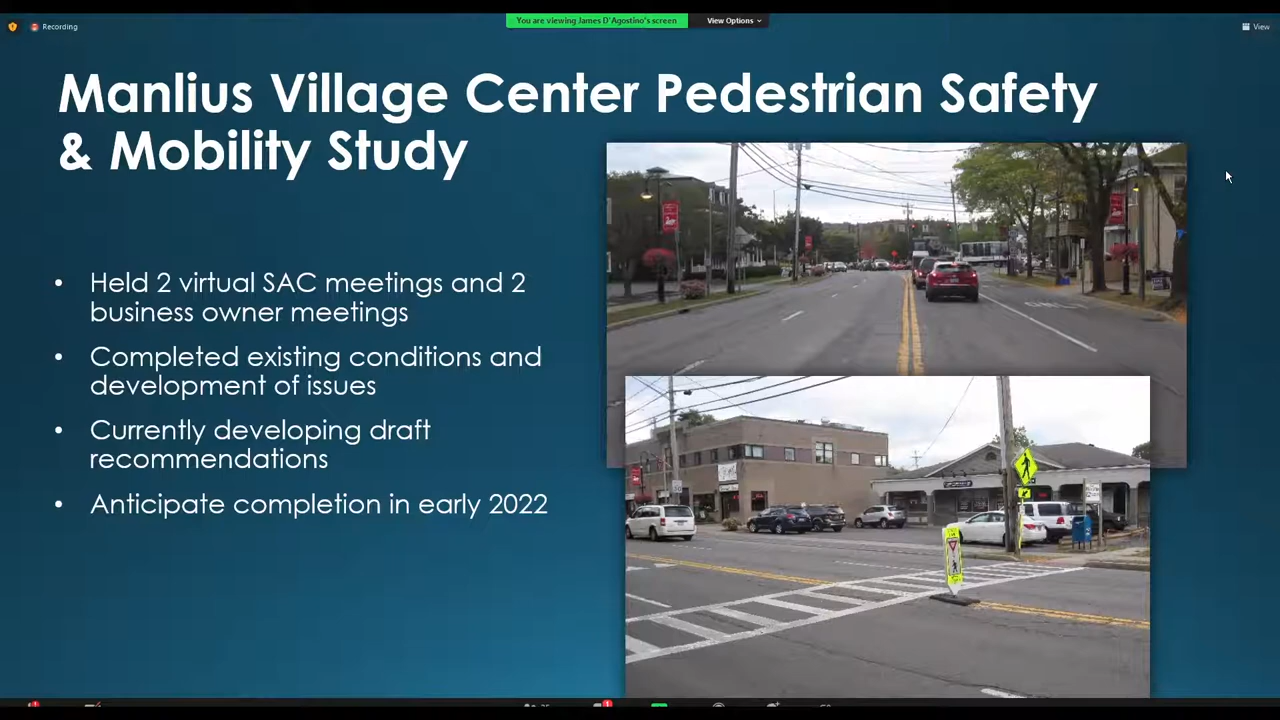 Recording
You are viewing James D'Agostino's screen
View Options
View
Manlius Village Center Pedestrian Safety
& Mobility Study
• Held 2 virtual SAC meetings and 2
business owner meetings
• Completed existing conditions and
development of issues
• Currently developing draft
recommendations
• Anticipate completion in early 2022